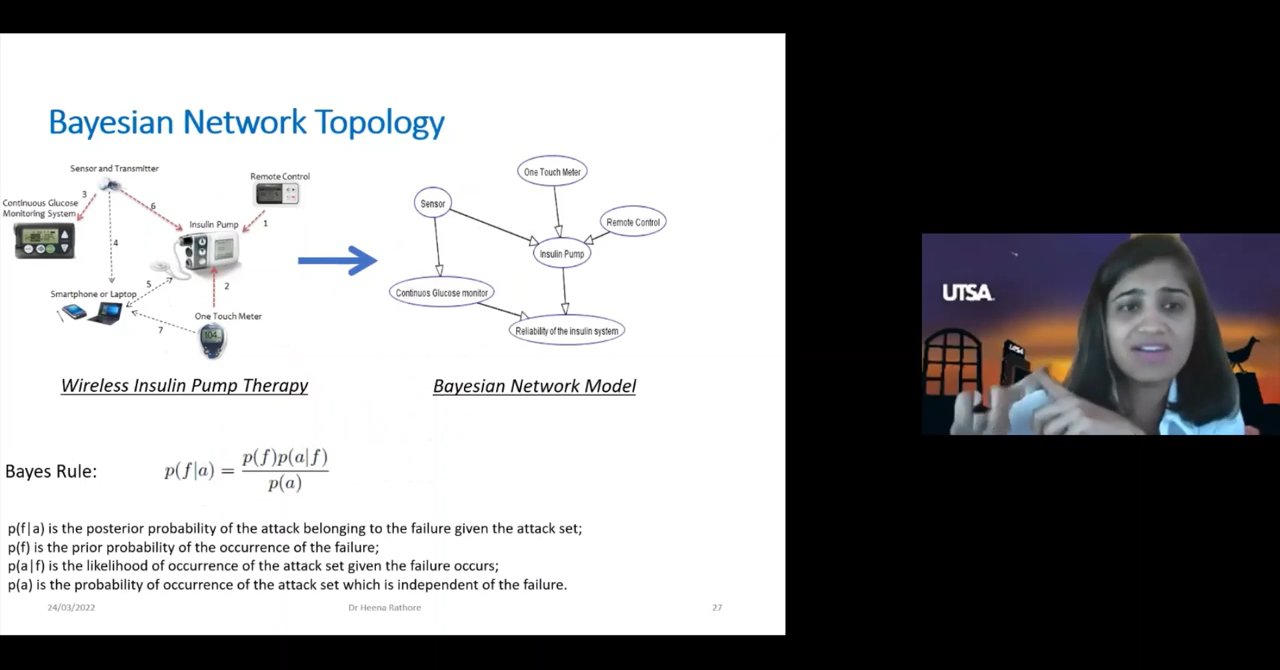 Bayesian Network Topology
Sensor and Transmitter
Remote Control
Continuous Glucose
Monitoring System
3
6
1
Insulin Pump
4
5
2
Smartphone or Laptop
One Touch Meter
7
104
One Touch Meter
Sensor
Remote Control
Insulin Pump
Continuos Glucose monitor
Reliability of the insulin system
Wireless Insulin Pump Therapy
Bayesian Network Model
Bayes Rule:
p(f|a) = p(f)p(a|f) / p(a)
p(f|a) is the posterior probability of the attack belonging to the failure given the attack set;
p(f) is the prior probability of the occurrence of the failure;
p(a|f) is the likelihood of occurrence of the attack set given the failure occurs;
p(a) is the probability of occurrence of the attack set which is independent of the failure.
24/03/2022
Dr Heena Rathore
27
UTSA